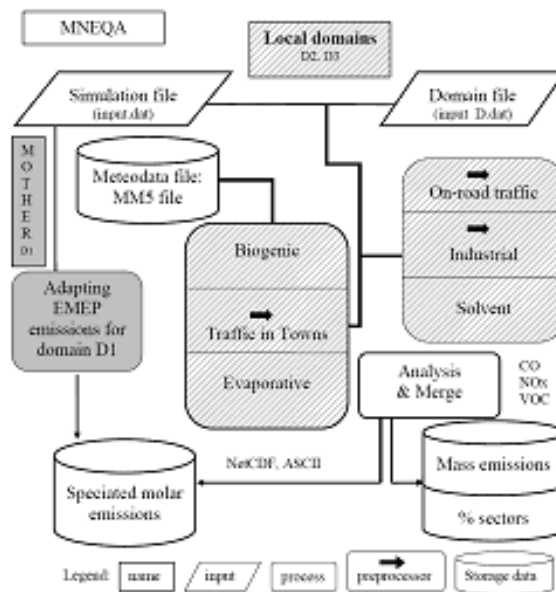 MNEQA
Local domains
D2, D3
Simulation file
(input.dat)
Domain file
(input_D.dat)
M
O
T
H
E
R
D1
Meteodata file:
MM5 file
On-road traffic
Industrial
Solvent
Biogenic
Traffic in Towns
Evaporative
Adapting
EMEP
emissions for
domain D1
Analysis
& Merge
CO
NOx
VOC
NetCDF, ASCII
Speciated molar
emissions
Mass emissions
% sectors
Legend: name input process preprocessor Storage data